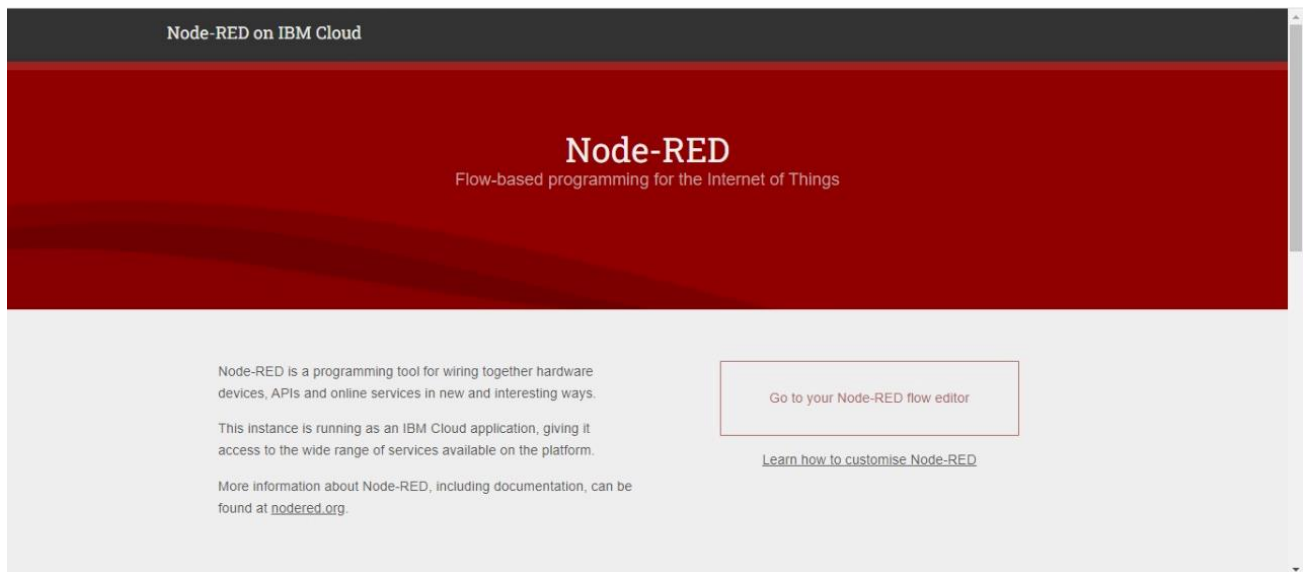 Node-RED on IBM Cloud
Node-RED
Flow-based programming for the Internet of Things
Node-RED is a programming tool for wiring together hardware
devices, APIs and online services in new and interesting ways.
This instance is running as an IBM Cloud application, giving it
access to the wide range of services available on the platform.
More information about Node-RED, including documentation, can be
found at nodered.org.
Go to your Node-RED flow editor
Learn how to customise Node-RED